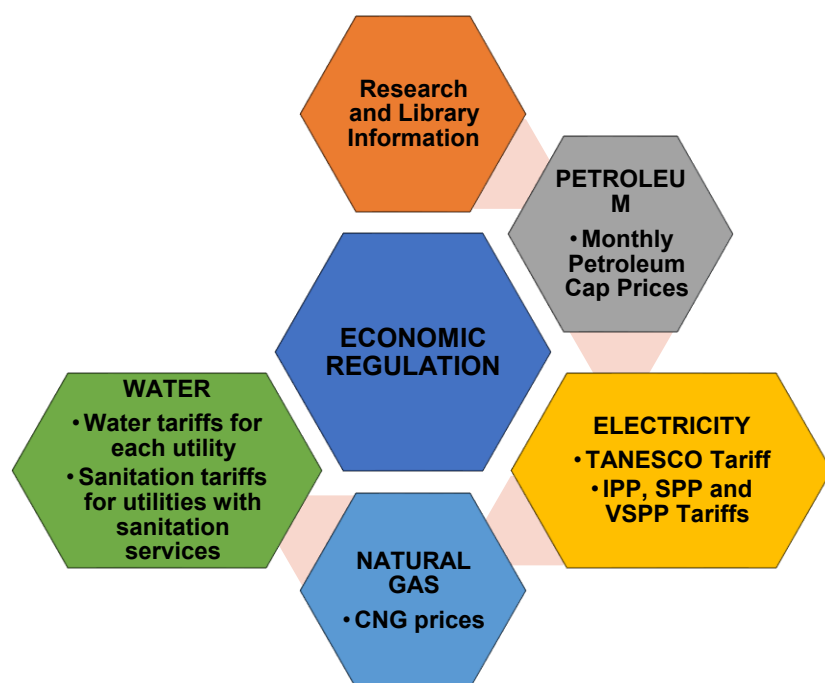 Research
and Library
Information
PETROLEU
M
• Monthly
Petroleum
Cap Prices
ECONOMIC
REGULATION
WATER
• Water tariffs for
each utility
• Sanitation tariffs
for utilities with
sanitation
services
ELECTRICITY
• TANESCO Tariff
• IPP, SPP and
VSPP Tariffs
NATURAL
GAS
• CNG prices